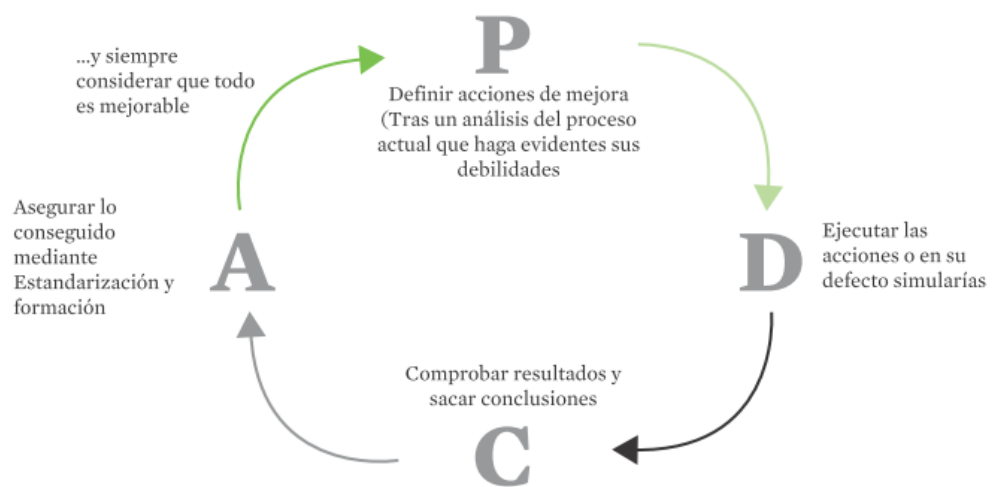 P
Definir acciones de mejora
(Tras un análisis del proceso
actual que haga evidentes sus
debilidades
D
Ejecutar las
acciones o en su
defecto simularías
Comprobar resultados y
sacar conclusiones
C
A
Asegurar lo
conseguido
mediante
Estandarización y
formación
...y siempre
considerar que todo
es mejorable